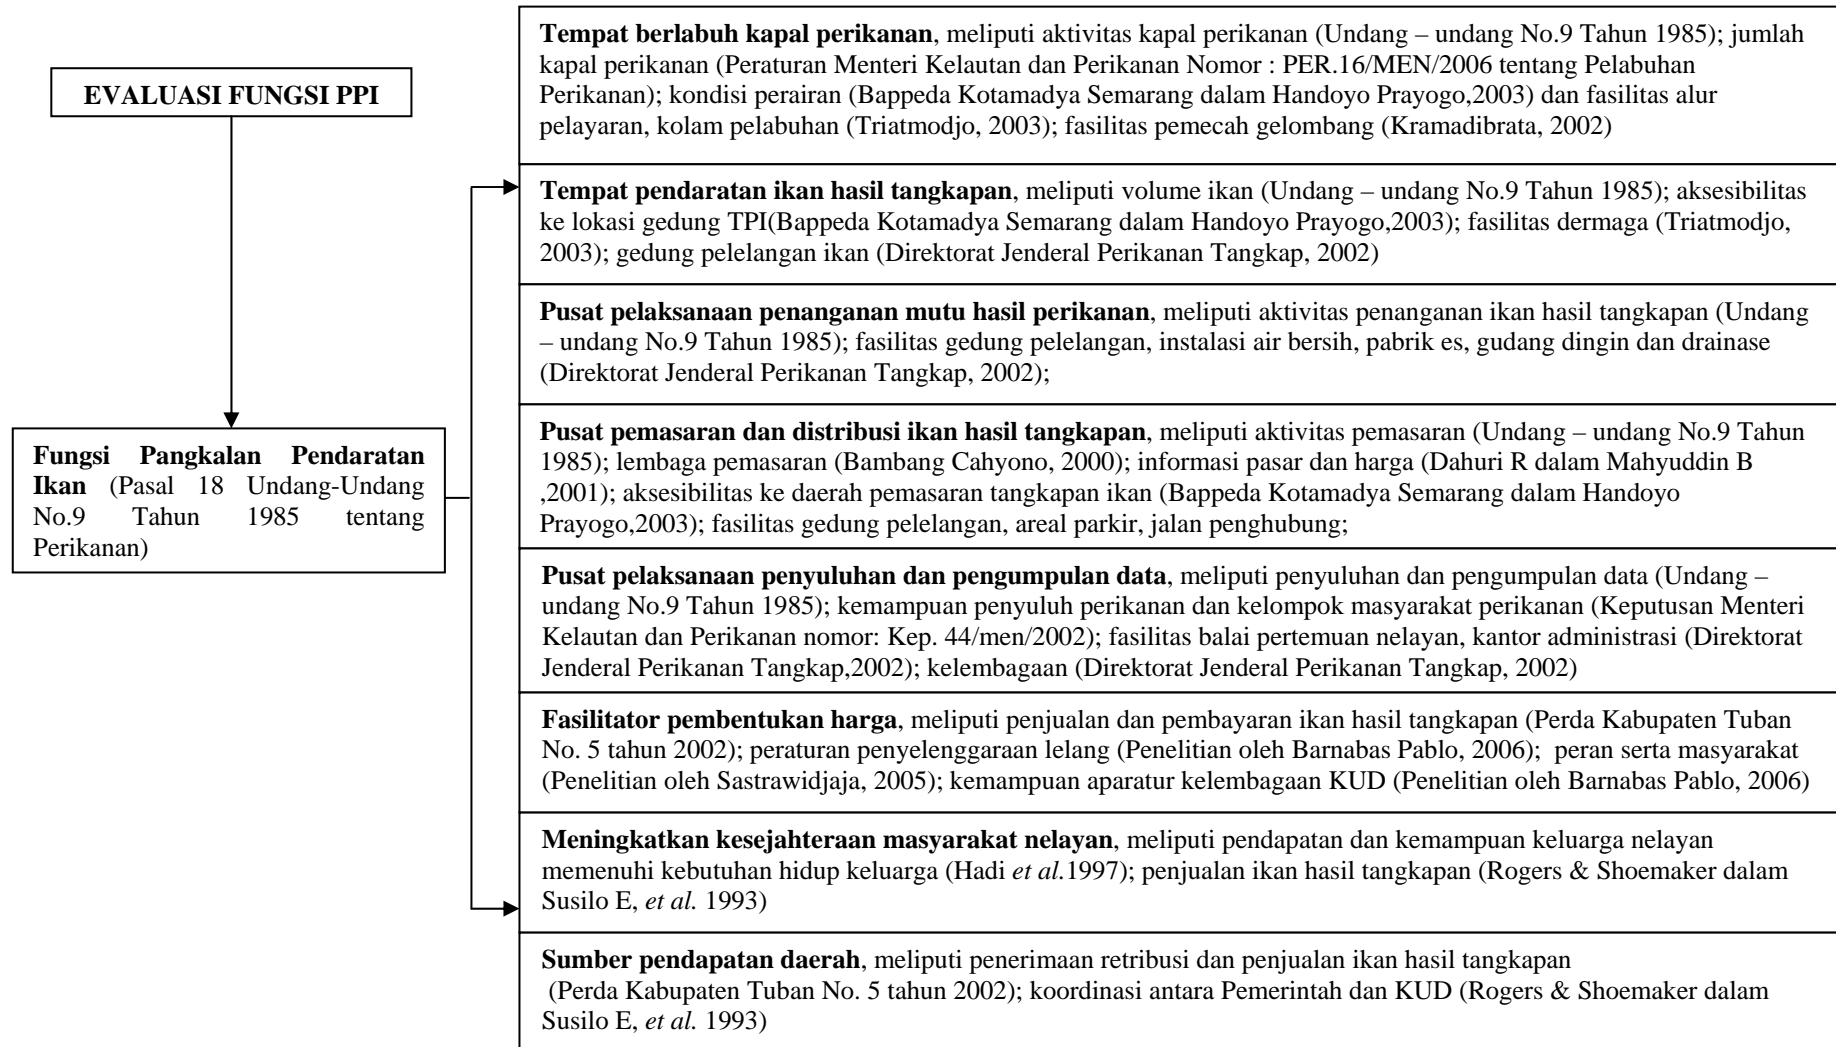 EVALUASI FUNGSI PPI
Fungsi Pangkalan Pendaratan
Ikan (Pasal 18 Undang-Undang
No.9 Tahun 1985 tentang
Perikanan)
Tempat berlabuh kapal perikanan, meliputi aktivitas kapal perikanan (Undang – undang No.9 Tahun 1985); jumlah
kapal perikanan (Peraturan Menteri Kelautan dan Perikanan Nomor : PER.16/MEN/2006 tentang Pelabuhan
Perikanan); kondisi perairan (Bappeda Kotamadya Semarang dalam Handoyo Prayogo,2003) dan fasilitas alur
pelayaran, kolam pelabuhan (Triatmodjo, 2003); fasilitas pemecah gelombang (Kramadibrata, 2002)
Tempat pendaratan ikan hasil tangkapan, meliputi volume ikan (Undang – undang No.9 Tahun 1985); aksesibilitas
ke lokasi gedung TPI(Bappeda Kotamadya Semarang dalam Handoyo Prayogo,2003); fasilitas dermaga (Triatmodjo,
2003); gedung pelelangan ikan (Direktorat Jenderal Perikanan Tangkap, 2002)
Pusat pelaksanaan penanganan mutu hasil perikanan, meliputi aktivitas penanganan ikan hasil tangkapan (Undang
– undang No.9 Tahun 1985); fasilitas gedung pelelangan, instalasi air bersih, pabrik es, gudang dingin dan drainase
(Direktorat Jenderal Perikanan Tangkap, 2002);
Pusat pemasaran dan distribusi ikan hasil tangkapan, meliputi aktivitas pemasaran (Undang – undang No.9 Tahun
1985); lembaga pemasaran (Bambang Cahyono, 2000); informasi pasar dan harga (Dahuri R dalam Mahyuddin B
,2001); aksesibilitas ke daerah pemasaran tangkapan ikan (Bappeda Kotamadya Semarang dalam Handoyo
Prayogo,2003); fasilitas gedung pelelangan, areal parkir, jalan penghubung;
Pusat pelaksanaan penyuluhan dan pengumpulan data, meliputi penyuluhan dan pengumpulan data (Undang –
undang No.9 Tahun 1985); kemampuan penyuluh perikanan dan kelompok masyarakat perikanan (Keputusan Menteri
Kelautan dan Perikanan nomor: Kep. 44/men/2002); fasilitas balai pertemuan nelayan, kantor administrasi (Direktorat
Jenderal Perikanan Tangkap,2002); kelembagaan (Direktorat Jenderal Perikanan Tangkap, 2002)
Fasilitator pembentukan harga, meliputi penjualan dan pembayaran ikan hasil tangkapan (Perda Kabupaten Tuban
No. 5 tahun 2002); peraturan penyelenggaraan lelang (Penelitian oleh Barnabas Pablo, 2006); peran serta masyarakat
(Penelitian oleh Sastrawidjaja, 2005); kemampuan aparatur kelembagaan KUD (Penelitian oleh Barnabas Pablo, 2006)
Meningkatkan kesejahteraan masyarakat nelayan, meliputi pendapatan dan kemampuan keluarga nelayan
memenuhi kebutuhan hidup keluarga (Hadi et al.1997); penjualan ikan hasil tangkapan (Rogers & Shoemaker dalam
Susilo E, et al. 1993)
Sumber pendapatan daerah, meliputi penerimaan retribusi dan penjualan ikan hasil tangkapan
(Perda Kabupaten Tuban No. 5 tahun 2002); koordinasi antara Pemerintah dan KUD (Rogers & Shoemaker dalam
Susilo E, et al. 1993)